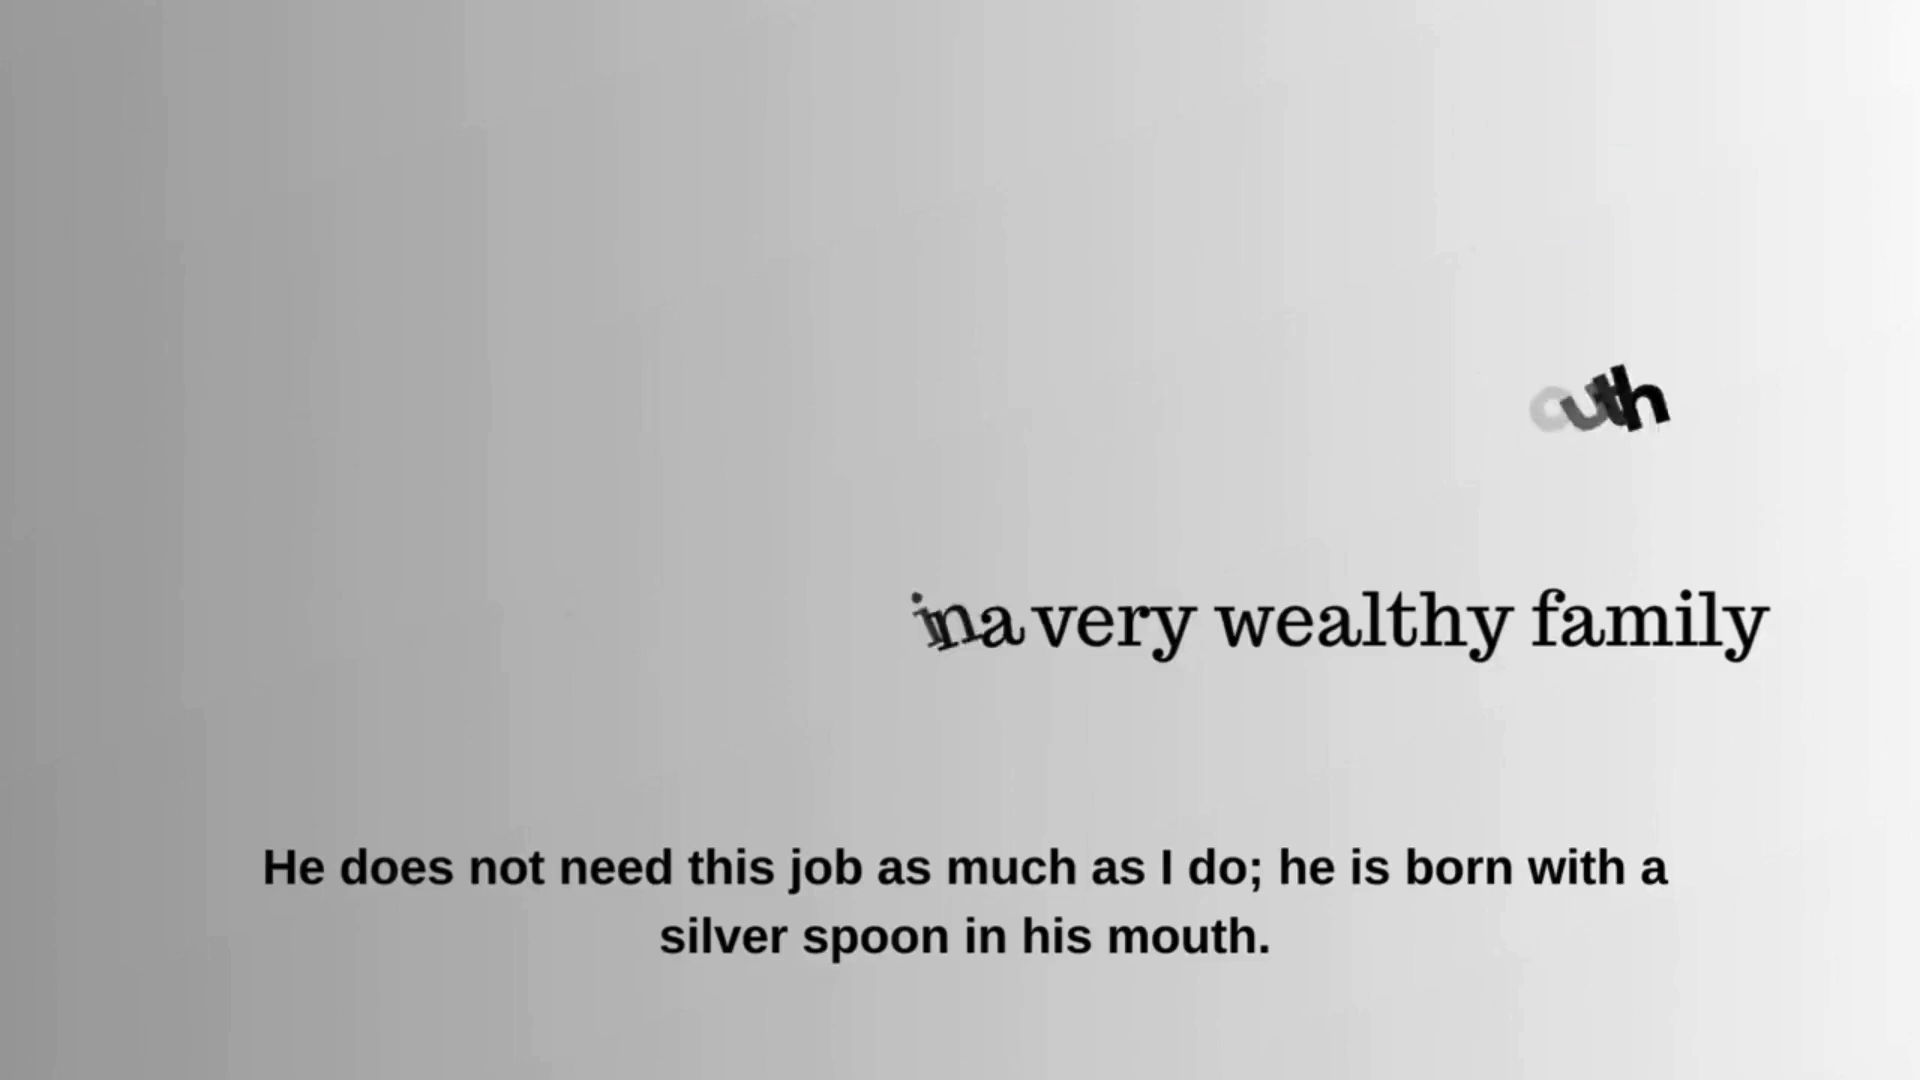 outh
in a very wealthy family
He does not need this job as much as I do; he is born with a
silver spoon in his mouth.